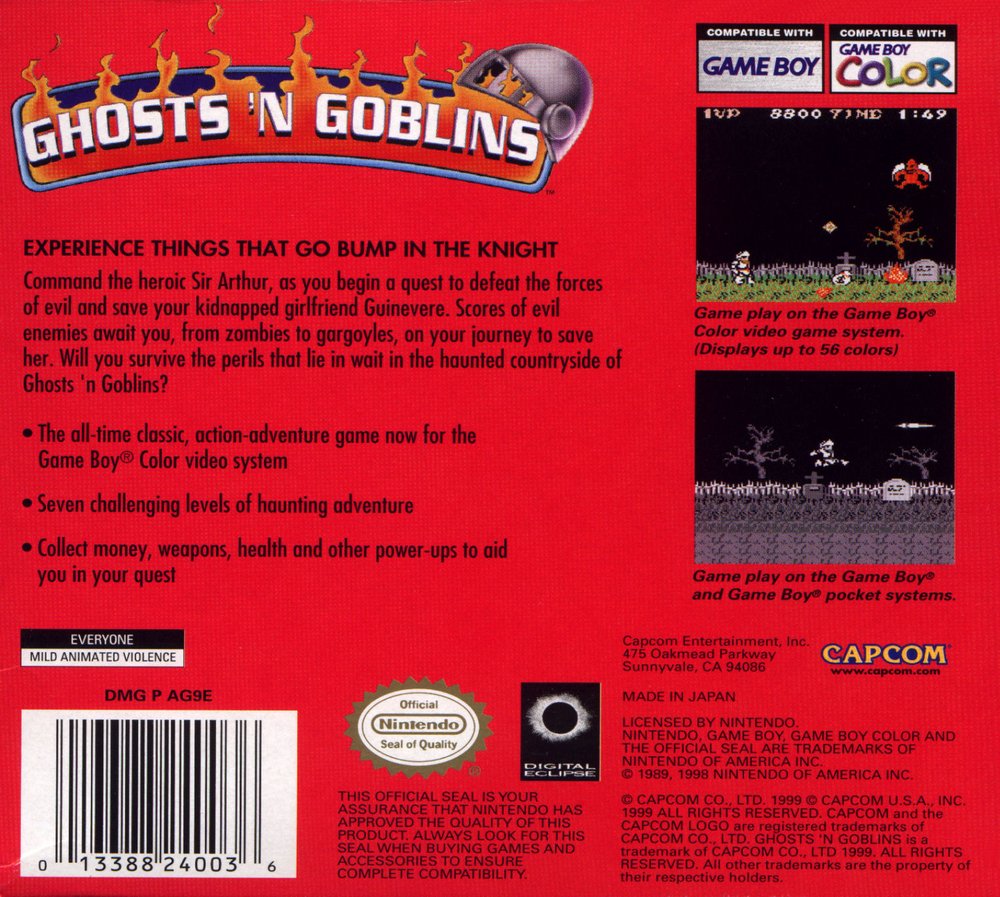 GHOSTS 'N GOBLINS
TM
COMPATIBLE WITH
GAME BOY
COMPATIBLE WITH
GAME BOY
COLOR
1UP 8800 TIME 1:49
EXPERIENCE THINGS THAT GO BUMP IN THE KNIGHT
Command the heroic Sir Arthur, as you begin a quest to defeat the forces
of evil and save your kidnapped girlfriend Guinevere. Scores of evil
enemies await you, from zombies to gargoyles, on your journey to save
her. Will you survive the perils that lie in wait in the haunted countryside of
Ghosts 'n Goblins?
• The all-time classic, action-adventure game now for the
Game Boy® Color video system
• Seven challenging levels of haunting adventure
• Collect money, weapons, health and other power-ups to aid
you in your quest
Game play on the Game Boy®
Color video game system.
(Displays up to 56 colors)
Game play on the Game Boy®
and Game Boy® pocket systems.
EVERYONE
MILD ANIMATED VIOLENCE
DMG P AG9E
0 13388 24003 6
Official
Nintendo
Seal of Quality
®
DIGITAL
ECLIPSE
THIS OFFICIAL SEAL IS YOUR
ASSURANCE THAT NINTENDO HAS
APPROVED THE QUALITY OF THIS
PRODUCT. ALWAYS LOOK FOR THIS
SEAL WHEN BUYING GAMES AND
ACCESSORIES TO ENSURE
COMPLETE COMPATIBILITY.
Capcom Entertainment, Inc.
475 Oakmead Parkway
Sunnyvale, CA 94086
CAPCOM®
www.capcom.com
MADE IN JAPAN
LICENSED BY NINTENDO.
NINTENDO, GAME BOY, GAME BOY COLOR AND
THE OFFICIAL SEAL ARE TRADEMARKS OF
NINTENDO OF AMERICA INC.
© 1989, 1998 NINTENDO OF AMERICA INC.
© CAPCOM CO., LTD. 1999 © CAPCOM U.S.A., INC.
1999 ALL RIGHTS RESERVED. CAPCOM and the
CAPCOM LOGO are registered trademarks of
CAPCOM CO., LTD. GHOSTS 'N GOBLINS is a
trademark of CAPCOM CO., LTD 1999. ALL RIGHTS
RESERVED. All other trademarks are the property of
their respective holders.